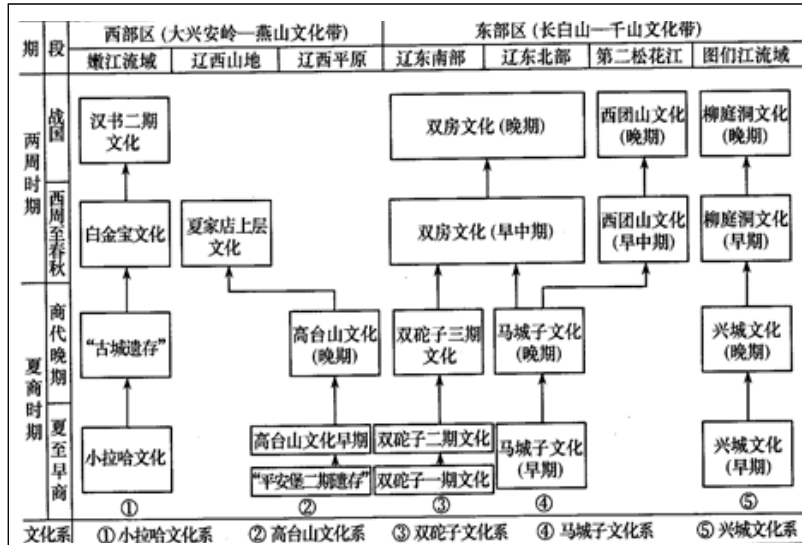 期 段 西部区 (大兴安岭—燕山文化带) 东部区 (长白山—千山文化带)
嫩江流域 辽西山地 辽西平原 辽东南部 辽东北部 第二松花江 图们江流域
两周时期
战国
汉书二期
文化
双房文化 (晚期)
西团山文化
(晚期)
柳庭洞文化
(晚期)
西周至春秋
白金宝文化
夏家店上层
文化
双房文化 (早中期)
西团山文化
(早中期)
柳庭洞文化
(早期)
夏商时期
商代晚期
“古城遗存”
高台山文化
(晚期)
双砣子三期
文化
马城子文化
(晚期)
兴城文化
(晚期)
夏至早商
小拉哈文化
高台山文化早期
“平安堡二期遗存”
双砣子二期文化
双砣子一期文化
马城子文化
(早期)
兴城文化
(早期)
① ② ③ ④ ⑤
文化系 ①小拉哈文化系 ②高台山文化系 ③双砣子文化系 ④马城子文化系 ⑤兴城文化系